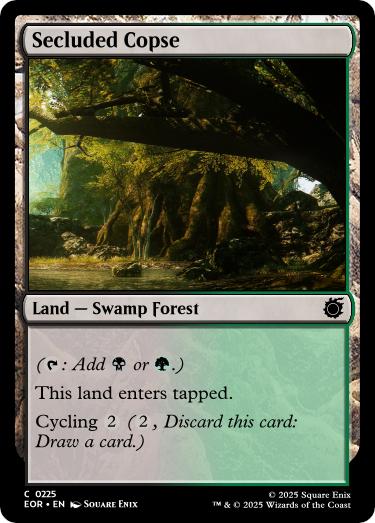 Secluded Copse
Land — Swamp Forest
(: Add or .)
This land enters tapped.
Cycling 2 (2, Discard this card:
Draw a card.)
C 0225
EOR • EN Square Enix
© 2025 Square Enix
™ & © 2025 Wizards of the Coast